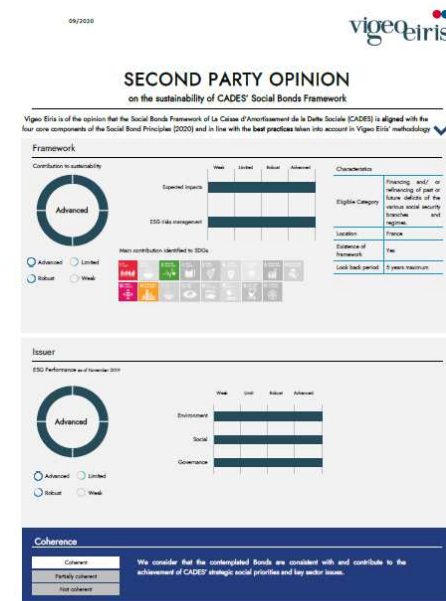 09/2020
vigeoeiris
SECOND PARTY OPINION
on the sustainability of CADES' Social Bonds Framework
Vigeo Eiris is of the opinion that the Social Bonds Framework of La Caisse d'Amortissement de la Dette Sociale (CADES) is aligned with the
four core components of the Social Bond Principles (2020) and in line with the best practices taken into account in Vigeo Eiris' methodology
Framework
Contribution to sustainability
Weak Limited Robust Advanced
Expected impacts
ESG risks management
Advanced
Advanced Limited
Robust Weak
Main contribution identified to SDGs
Characteristics
Eligible Category
Financing and/ or
refinancing of past or
future deficits of the
various social security
branches and
regimes.
Location France
Existence of
framework
Yes
Look back period 5 years maximum
Issuer
ESG Performance as of November 2019
Weak Limit Robust Advanced
Environment
Social
Governance
Advanced
Advanced Limited
Robust Weak
Coherence
Coherent
Partially coherent
Not coherent
We consider that the contemplated Bonds are consistent with and contribute to the
achievement of CADES' strategic social priorities and key sector issues.